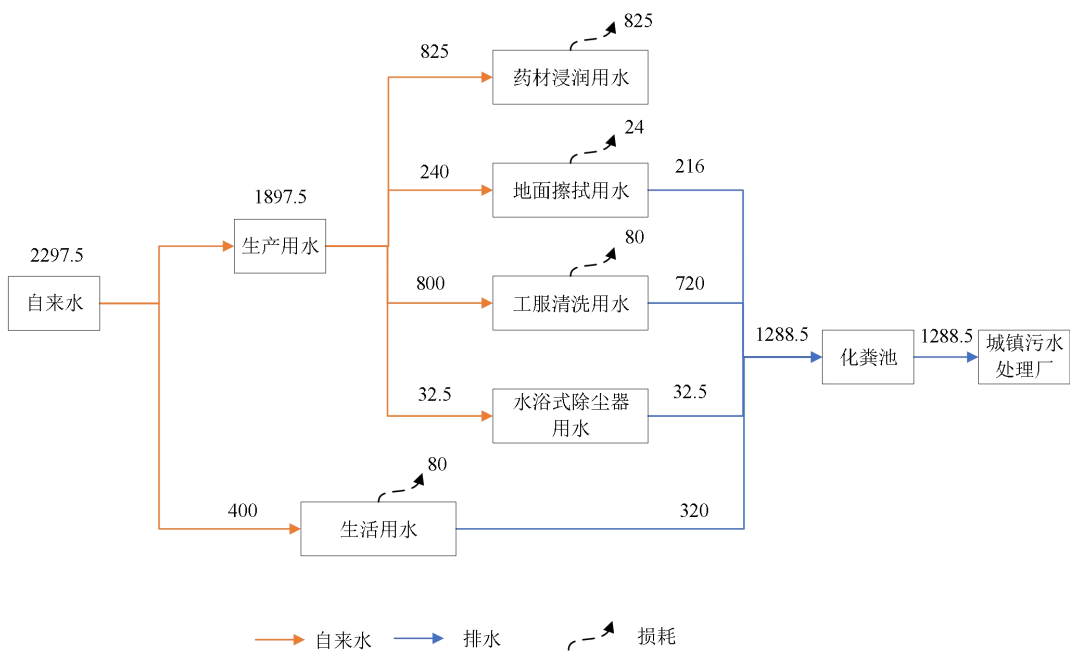 825
825
药材浸润用水
24
240
地面擦拭用水
216
1897.5
生产用水
80
2297.5
自来水
800
工服清洗用水
720
1288.5
化粪池
1288.5
城镇污水
处理厂
32.5
水浴式除尘器
用水
32.5
80
400
生活用水
320
自来水
排水
损耗